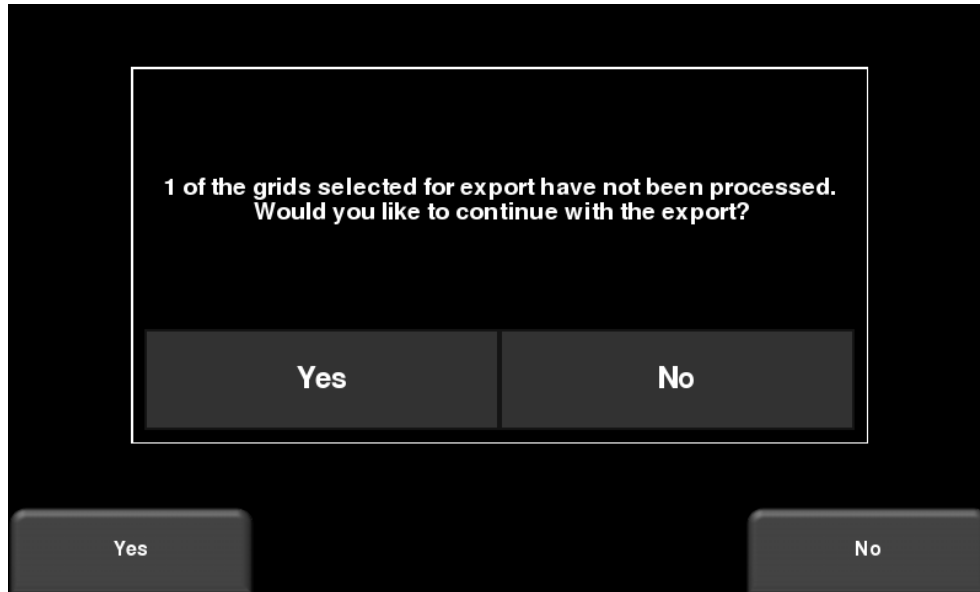 1 of the grids selected for export have not been processed.
Would you like to continue with the export?
Yes
No
Yes
No